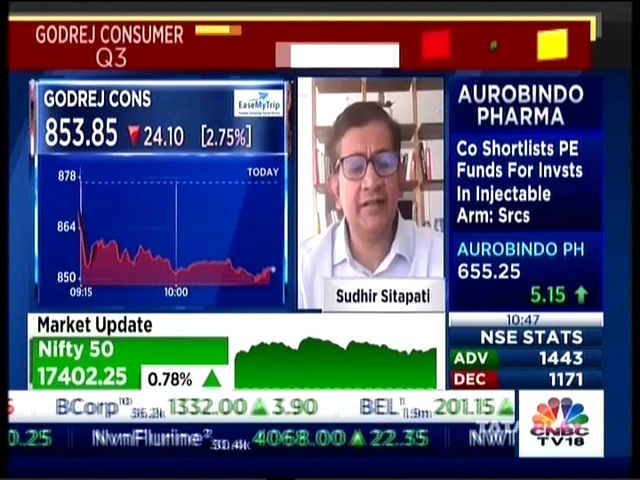 GODREJ CONSUMER
Q3
GODREJ CONS
EaseMyTrip
853.85 ▼ 24.10 [2.75%]
TODAY
878
864
850
09:15
10:00
Sudhir Sitapati
AUROBINDO
PHARMA
Co Shortlists PE
Funds For Invsts
In Injectable
Arm: Srcs
AUROBINDO PH
655.25
5.15 ↑
10:47
NSE STATS
ADV 1443
DEC 1171
Market Update
Nifty 50
17402.25 0.78% ▲
BCorp 1332.00 ▲ 3.90 BEL 201.15 ▲
0.25 4068.00 ▲ 22.35
CNBC
TV18